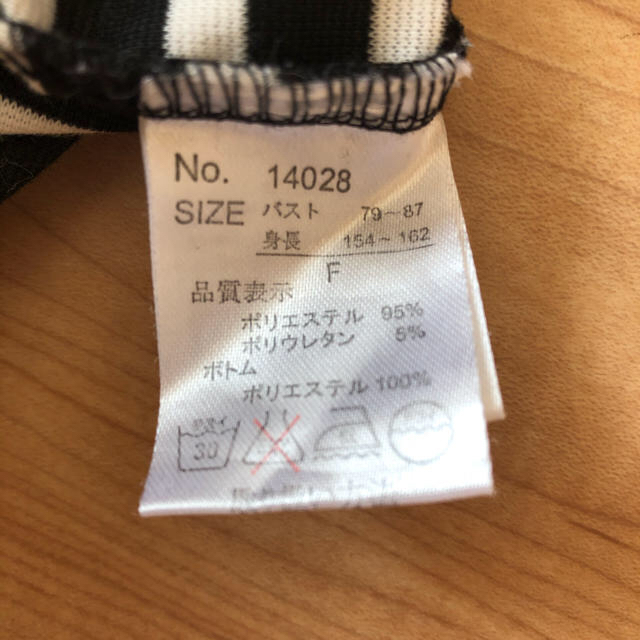 No. 14028
SIZE バスト 79～87
身長 154～162
F
品質表示
ポリエステル 95%
ポリウレタン 5%
ボトム
ポリエステル 100%
30